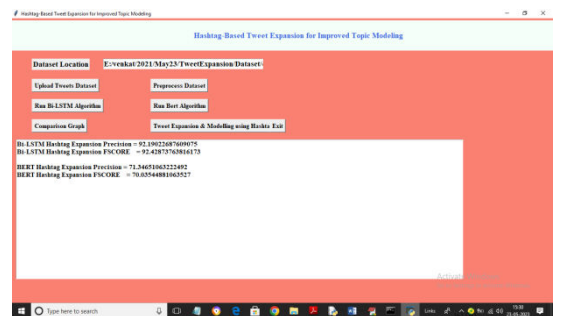 Hashtag-Based Tweet Expansion for Improved Topic Modeling
Hashtag-Based Tweet Expansion for Improved Topic Modeling
Dataset Location E:/venkat/2021/May23/TweetExpansion/Dataset/
Upload Tweets Dataset Preprocess Dataset
Run Bi-LSTM Algorithm Run Bert Algorithm
Comparison Graph Tweet Expansion & Modelling using Hashta Exit
Bi-LSTM Hashtag Expansion Precision = 92.19022687609075
Bi-LSTM Hashtag Expansion FSCORE = 92.42873763816173
BERT Hashtag Expansion Precision = 71.34651063222492
BERT Hashtag Expansion FSCORE = 70.03544881063527
Type here to search Links